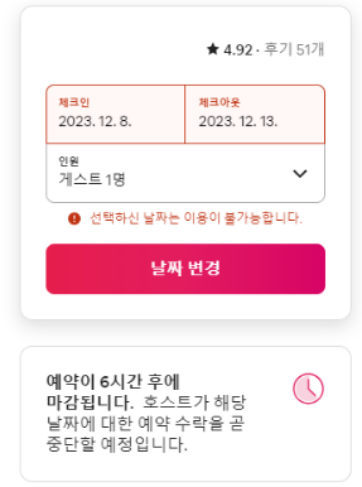 ★ 4.92 · 후기 51개
체크인
2023. 12. 8.
체크아웃
2023. 12. 13.
인원
게스트 1명
선택하신 날짜는 이용이 불가능합니다.
날짜 변경
예약이 6시간 후에
마감됩니다. 호스트가 해당
날짜에 대한 예약 수락을 곧
중단할 예정입니다.